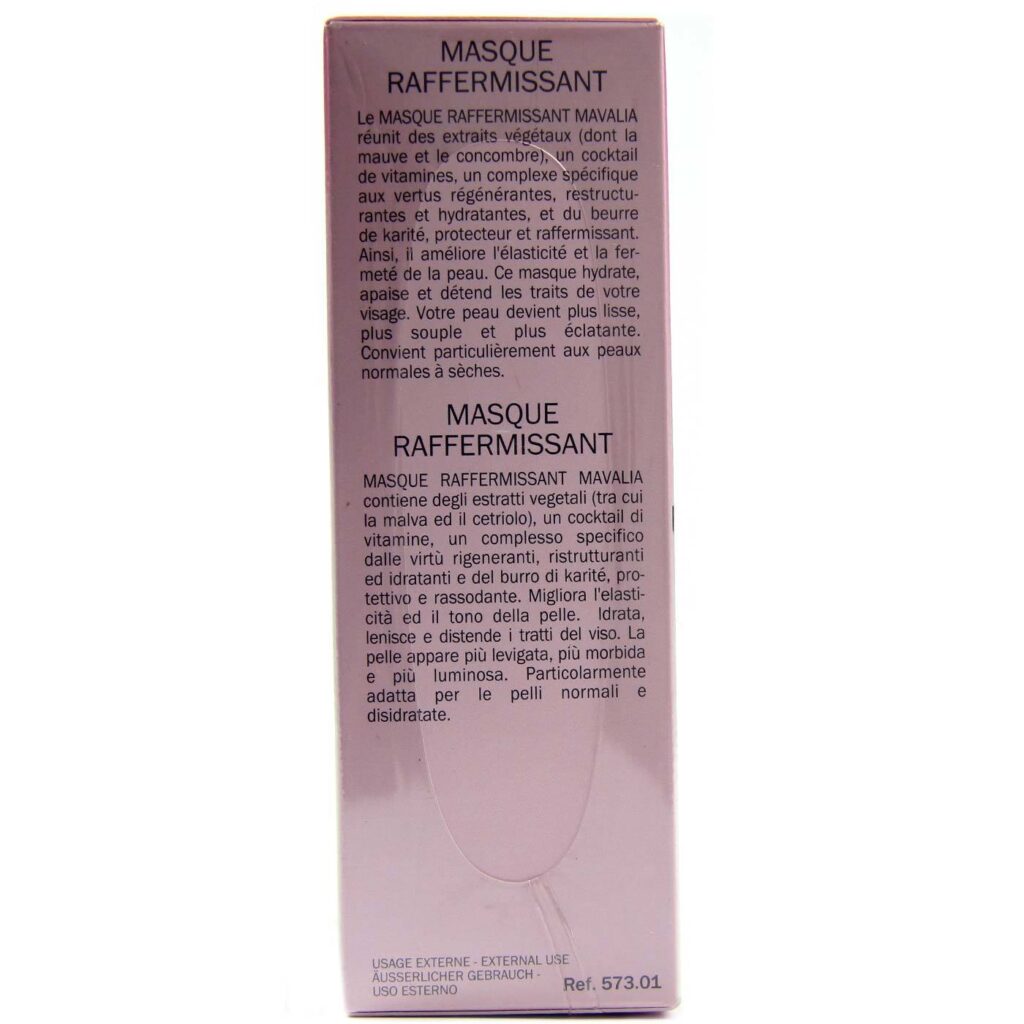 MASQUE
RAFFERMISSANT
Le MASQUE RAFFERMISSANT MAVALIA
réunit des extraits végétaux (dont la
mauve et le concombre), un cocktail
de vitamines, un complexe spécifique
aux vertus régénérantes, restructu-
rantes et hydratantes, et du beurre
de karité, protecteur et raffermissant.
Ainsi, il améliore l'élasticité et la fer-
meté de la peau. Ce masque hydrate,
apaise et détend les traits de votre
visage. Votre peau devient plus lisse,
plus souple et plus éclatante.
Convient particulièrement aux peaux
normales à sèches.
MASQUE
RAFFERMISSANT
MASQUE RAFFERMISSANT MAVALIA
contiene degli estratti vegetali (tra cui
la malva ed il cetriolo), un cocktail di
vitamine, un complesso specifico
dalle virtù rigeneranti, ristrutturanti
ed idratanti e del burro di karité, pro-
tettivo e rassodante. Migliora l'elasti-
cità ed il tono della pelle. Idrata,
lenisce e distende i tratti del viso. La
pelle appare più levigata, più morbida
e più luminosa. Particolarmente
adatta per le pelli normali e
disidratate.
USAGE EXTERNE - EXTERNAL USE
ÄUSSERLICHER GEBRAUCH -
USO ESTERNO
Ref. 573.01